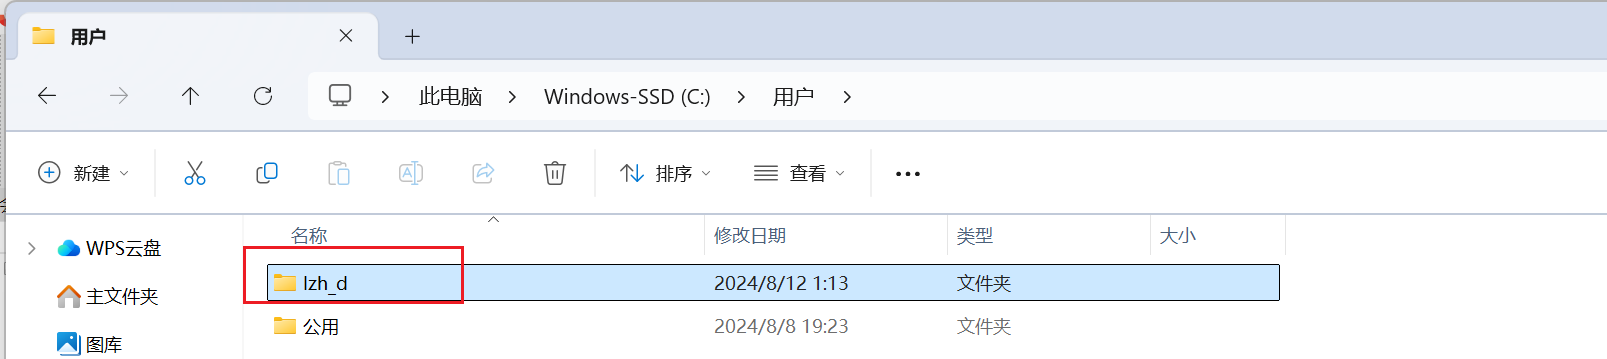 用户
此电脑 > Windows-SSD (C:) > 用户 >
新建 排序 查看
名称 修改日期 类型 大小
WPS云盘
lzh_d 2024/8/12 1:13 文件夹
主文件夹
公用 2024/8/8 19:23 文件夹
图库